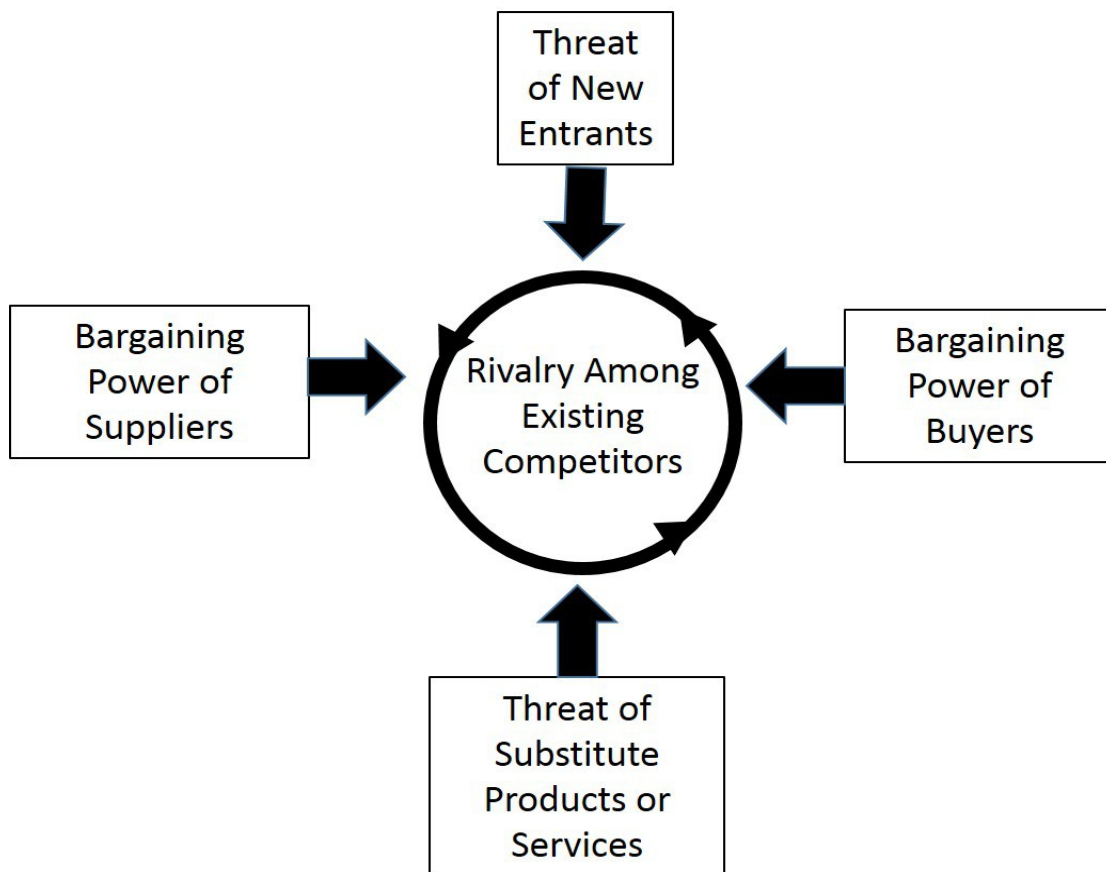 Threat
of New
Entrants
Bargaining
Power of
Suppliers
Rivalry Among
Existing
Competitors
Bargaining
Power of
Buyers
Threat of
Substitute
Products or
Services